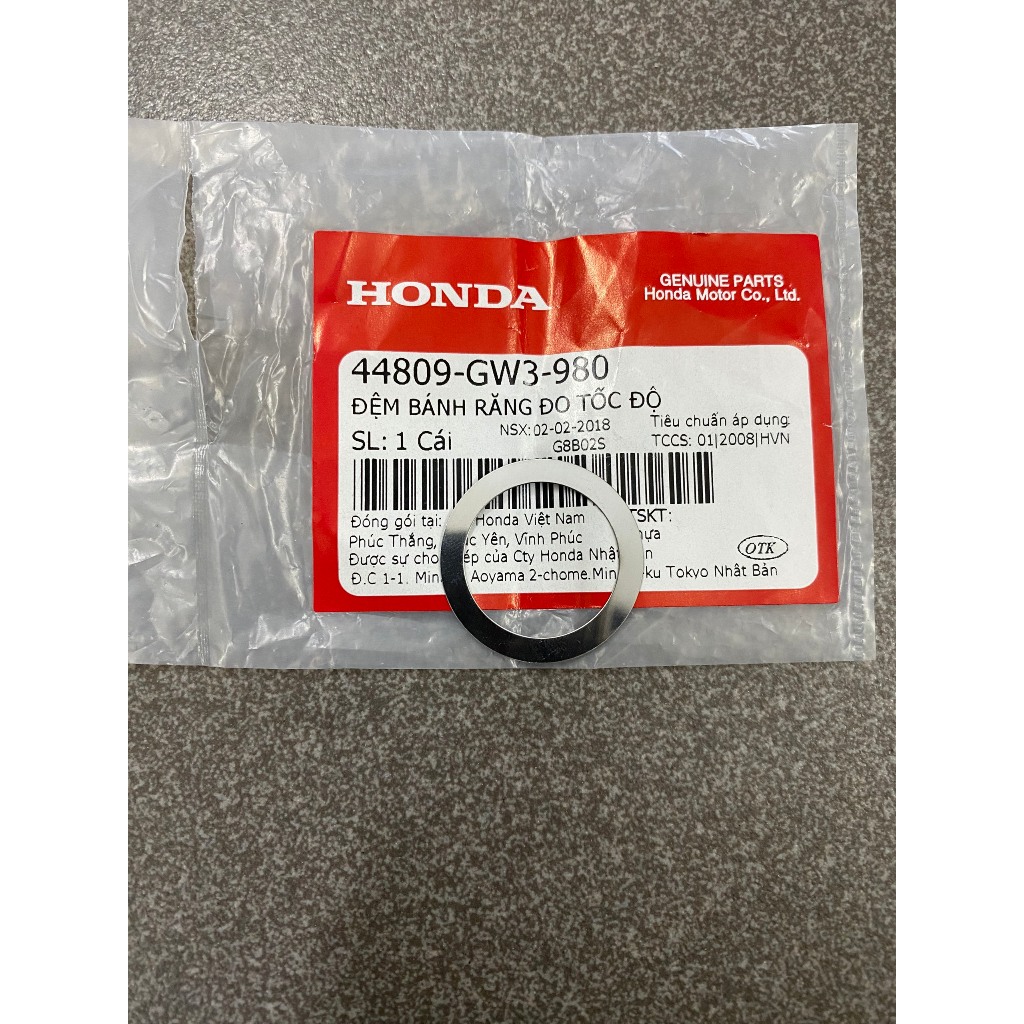 HONDA
GENUINE PARTS
Honda Motor Co., Ltd.
44809-GW3-980
ĐỆM BÁNH RĂNG ĐO TỐC ĐỘ
SL: 1 Cái
NSX: 02-02-2018
G8B02S
Tiêu chuẩn áp dụng:
TCCS: 01|2008|HVN
Đóng gói tại: Honda Việt Nam
TSKT:
Phúc Thắng, Yên, Vĩnh Phúc
Được sự cho của Cty Honda Nhật
Đ.C 1-1. Aoyama 2-chome. Tokyo Nhật Bản
OTK